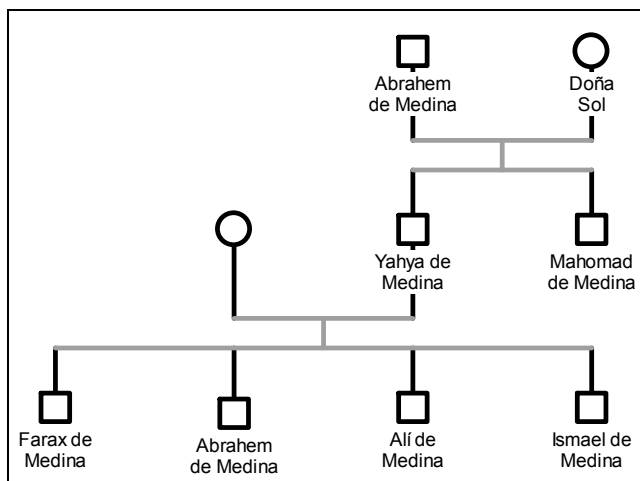 Abrahem
de Medina
Doña
Sol
Yahya de
Medina
Mahomad
de Medina
Farax de
Medina
Abrahem
de Medina
Alí de
Medina
Ismael de
Medina